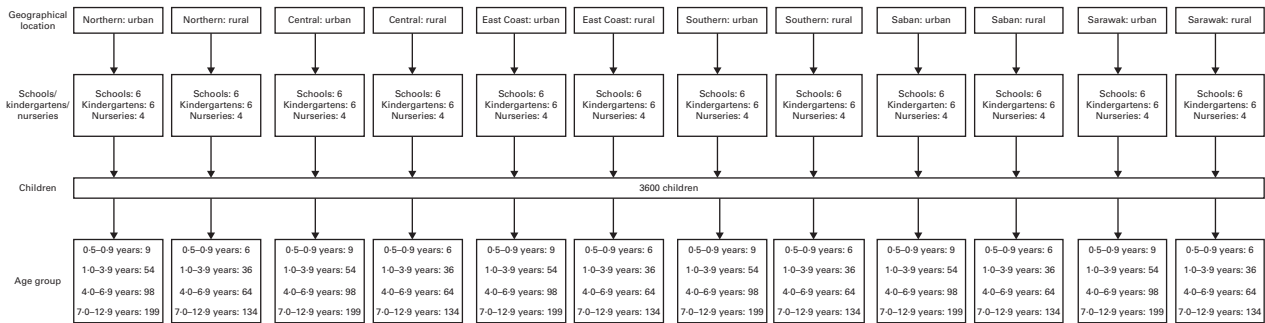 Geographical
location
Northern: urban
Northern: rural
Central: urban
Central: rural
East Coast: urban
East Coast: rural
Southern: urban
Southern: rural
Saban: urban
Saban: rural
Sarawak: urban
Sarawak: rural
Schools/
kindergartens/
nurseries
Schools: 6
Kindergartens: 6
Nurseries: 4
Schools: 6
Kindergartens: 6
Nurseries: 4
Schools: 6
Kindergartens: 6
Nurseries: 4
Schools: 6
Kindergartens: 6
Nurseries: 4
Schools: 6
Kindergartens: 6
Nurseries: 4
Schools: 6
Kindergartens: 6
Nurseries: 4
Schools: 6
Kindergartens: 6
Nurseries: 4
Schools: 6
Kindergartens: 6
Nurseries: 4
Schools: 6
Kindergartens: 6
Nurseries: 4
Schools: 6
Kindergartens: 6
Nurseries: 4
Schools: 6
Kindergartens: 6
Nurseries: 4
Schools: 6
Kindergartens: 6
Nurseries: 4
Children
3600 children
Age group
0·5–0·9 years: 9
1·0–3·9 years: 54
4·0–6·9 years: 98
7·0–12·9 years: 199
0·5–0·9 years: 6
1·0–3·9 years: 36
4·0–6·9 years: 64
7·0–12·9 years: 134
0·5–0·9 years: 9
1·0–3·9 years: 54
4·0–6·9 years: 98
7·0–12·9 years: 199
0·5–0·9 years: 6
1·0–3·9 years: 36
4·0–6·9 years: 64
7·0–12·9 years: 134
0·5–0·9 years: 9
1·0–3·9 years: 54
4·0–6·9 years: 98
7·0–12·9 years: 199
0·5–0·9 years: 6
1·0–3·9 years: 36
4·0–6·9 years: 64
7·0–12·9 years: 134
0·5–0·9 years: 9
1·0–3·9 years: 54
4·0–6·9 years: 98
7·0–12·9 years: 199
0·5–0·9 years: 6
1·0–3·9 years: 36
4·0–6·9 years: 64
7·0–12·9 years: 134
0·5–0·9 years: 9
1·0–3·9 years: 54
4·0–6·9 years: 98
7·0–12·9 years: 199
0·5–0·9 years: 6
1·0–3·9 years: 36
4·0–6·9 years: 64
7·0–12·9 years: 134
0·5–0·9 years: 9
1·0–3·9 years: 54
4·0–6·9 years: 98
7·0–12·9 years: 199
0·5–0·9 years: 6
1·0–3·9 years: 36
4·0–6·9 years: 64
7·0–12·9 years: 134